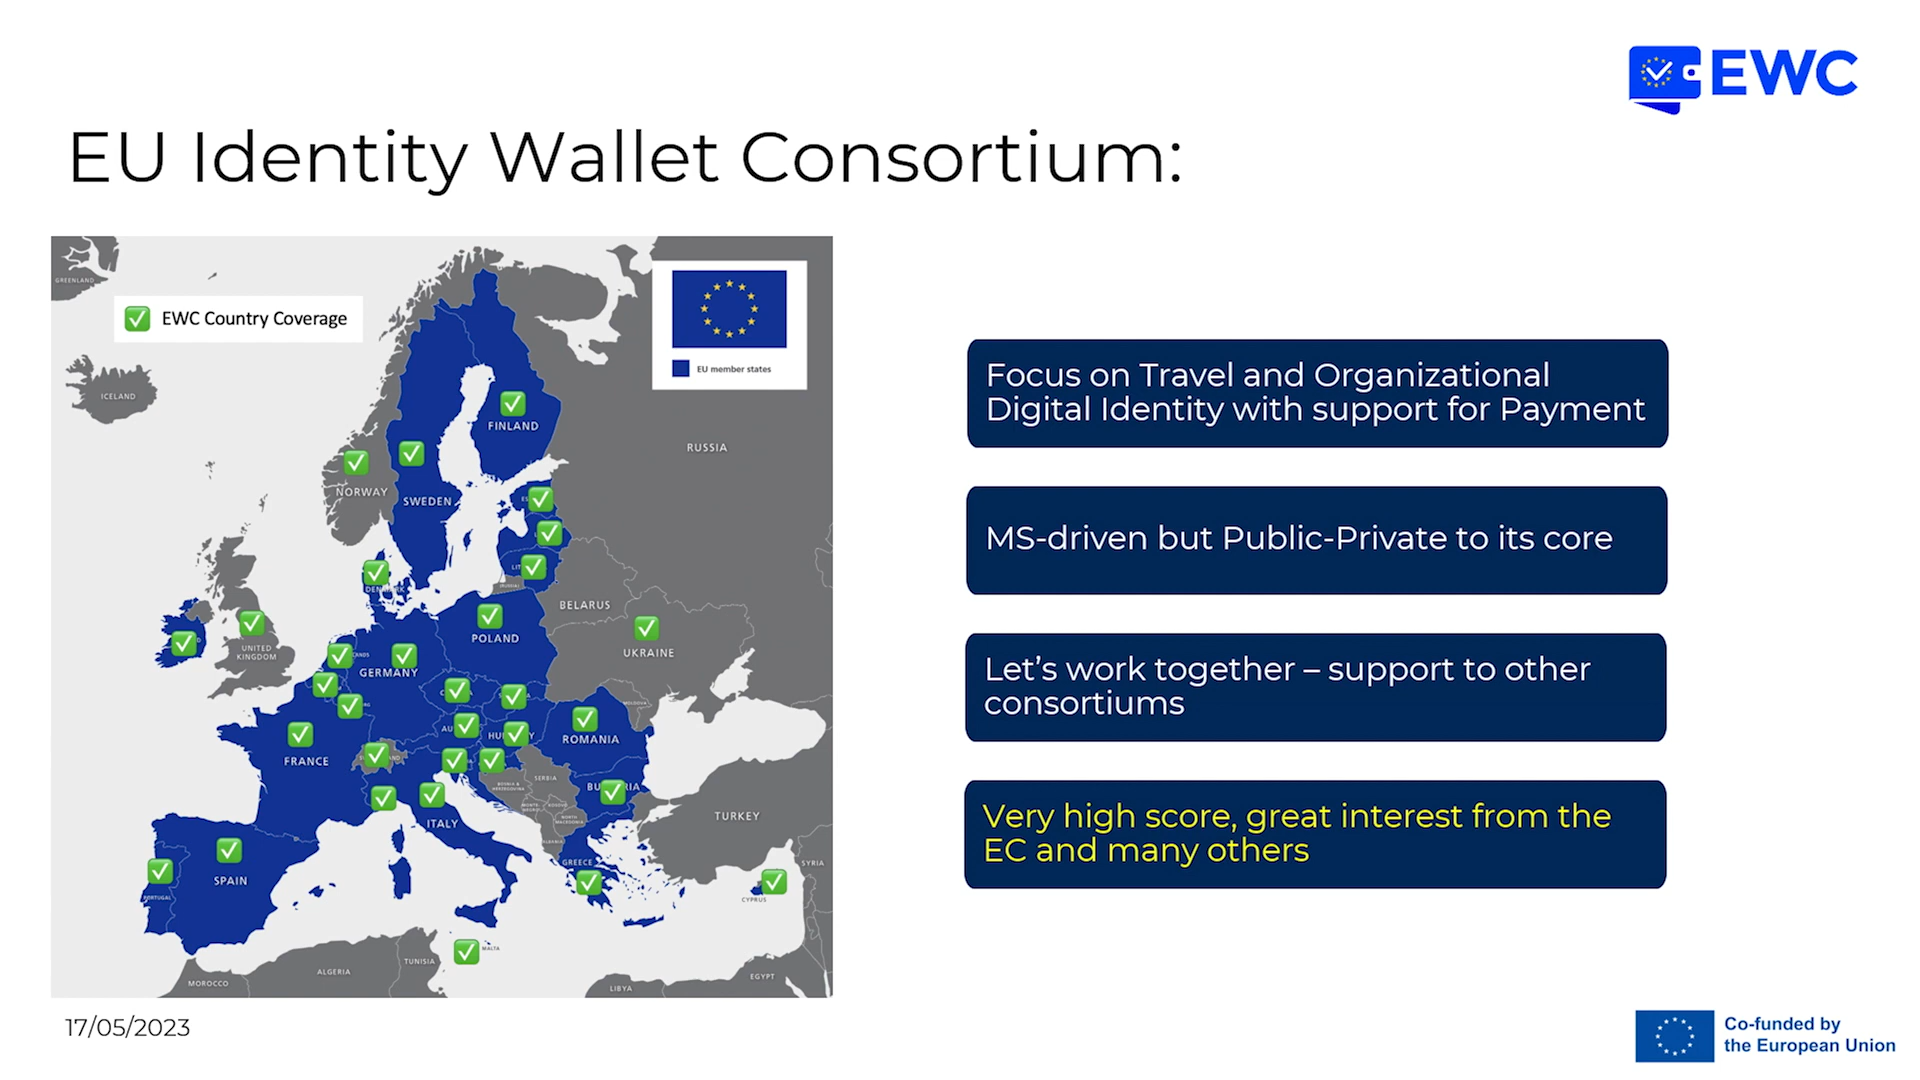 EWC
EU Identity Wallet Consortium:
GREENLAND
EWC Country Coverage
EU member states
ICELAND
FINLAND
RUSSIA
NORWAY
SWEDEN
BELARUS
POLAND
UNITED
KINGDOM
UKRAINE
GERMANY
MOLDOVA
ROMANIA
FRANCE
SERBIA
BOSNIA &
HERZEGOVINA
KOSOVO
NORTH
MACEDONIA
ITALY
TURKEY
GREECE
SYRIA
SPAIN
PORTUGAL
CYPRUS
MALTA
TUNISIA
ALGERIA
MOROCCO
EGYPT
LIBYA
Focus on Travel and Organizational
Digital Identity with support for Payment
MS-driven but Public-Private to its core
Let’s work together – support to other
consortiums
Very high score, great interest from the
EC and many others
17/05/2023
Co-funded by
the European Union